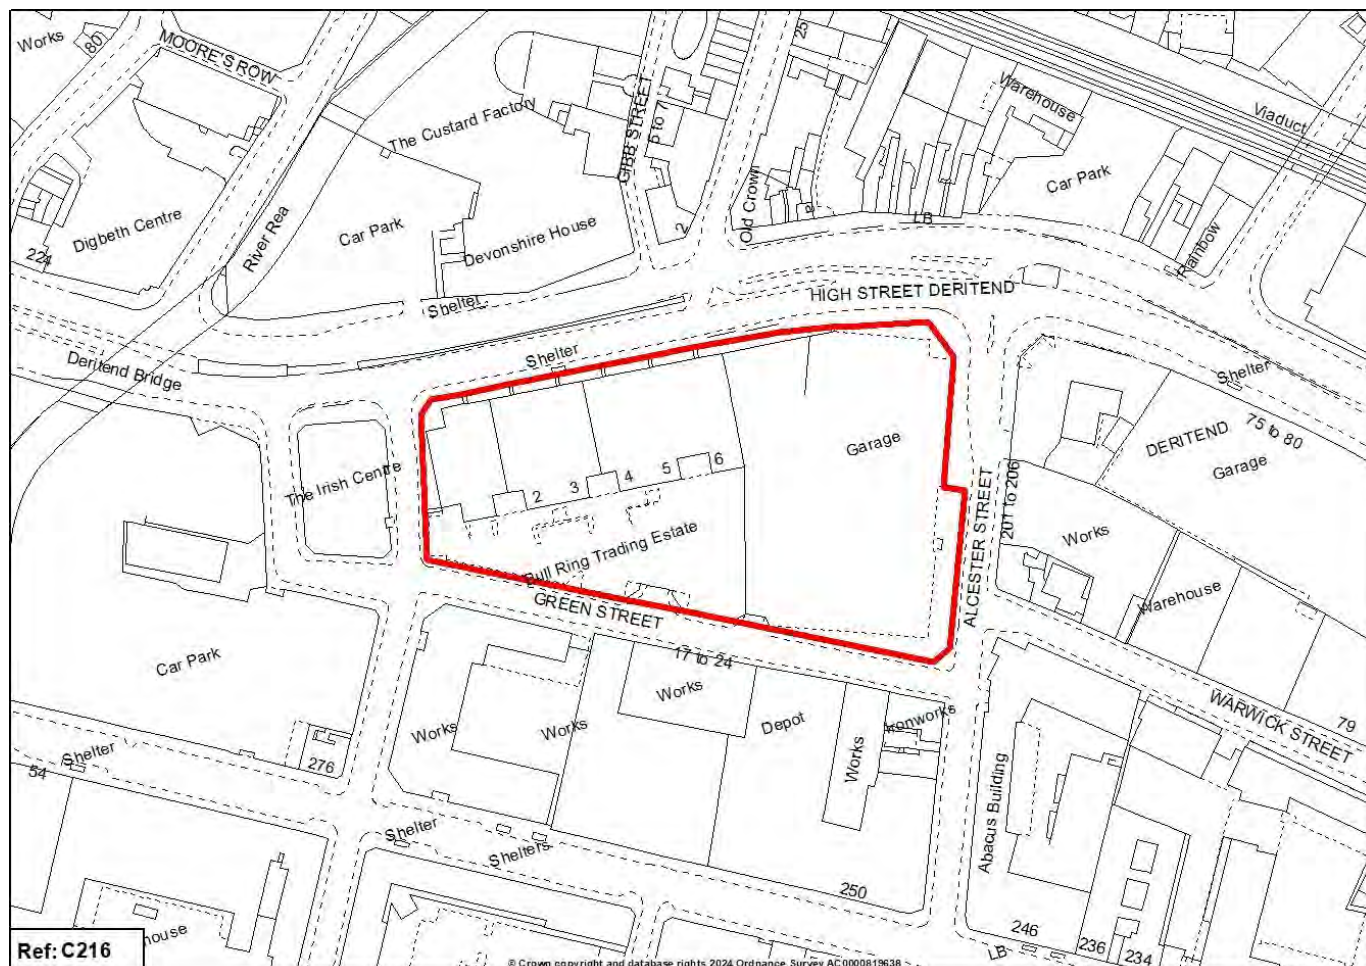 Works
80
MOORE'S ROW
25
Warehouse
Viaduct
The Custard Factory
GIBB STREET
5 to 7
Car Park
Old Crown
LB
Digbeth Centre
River Rea
Car Park
Devonshire House
2
Rainbow
224
Shelter
HIGH STREET DERITEND
Deritend Bridge
Shelter
Shelter
75 to 80
DERITEND
Garage
Garage
The Irish Centre
2
3
4
5
6
ALCESTER STREET
201 to 206
Works
Bull Ring Trading Estate
Warehouse
GREEN STREET
17 to 24
Car Park
Works
Works
Works
Depot
Works
Ironworks
WARWICK STREET
79
Shelter
54
276
Abacus Building
Shelter
Shelters
250
246
236
234
LB
Ref: C216
house
© Crown copyright and database rights 2024 Ordnance Survey AC0000819638